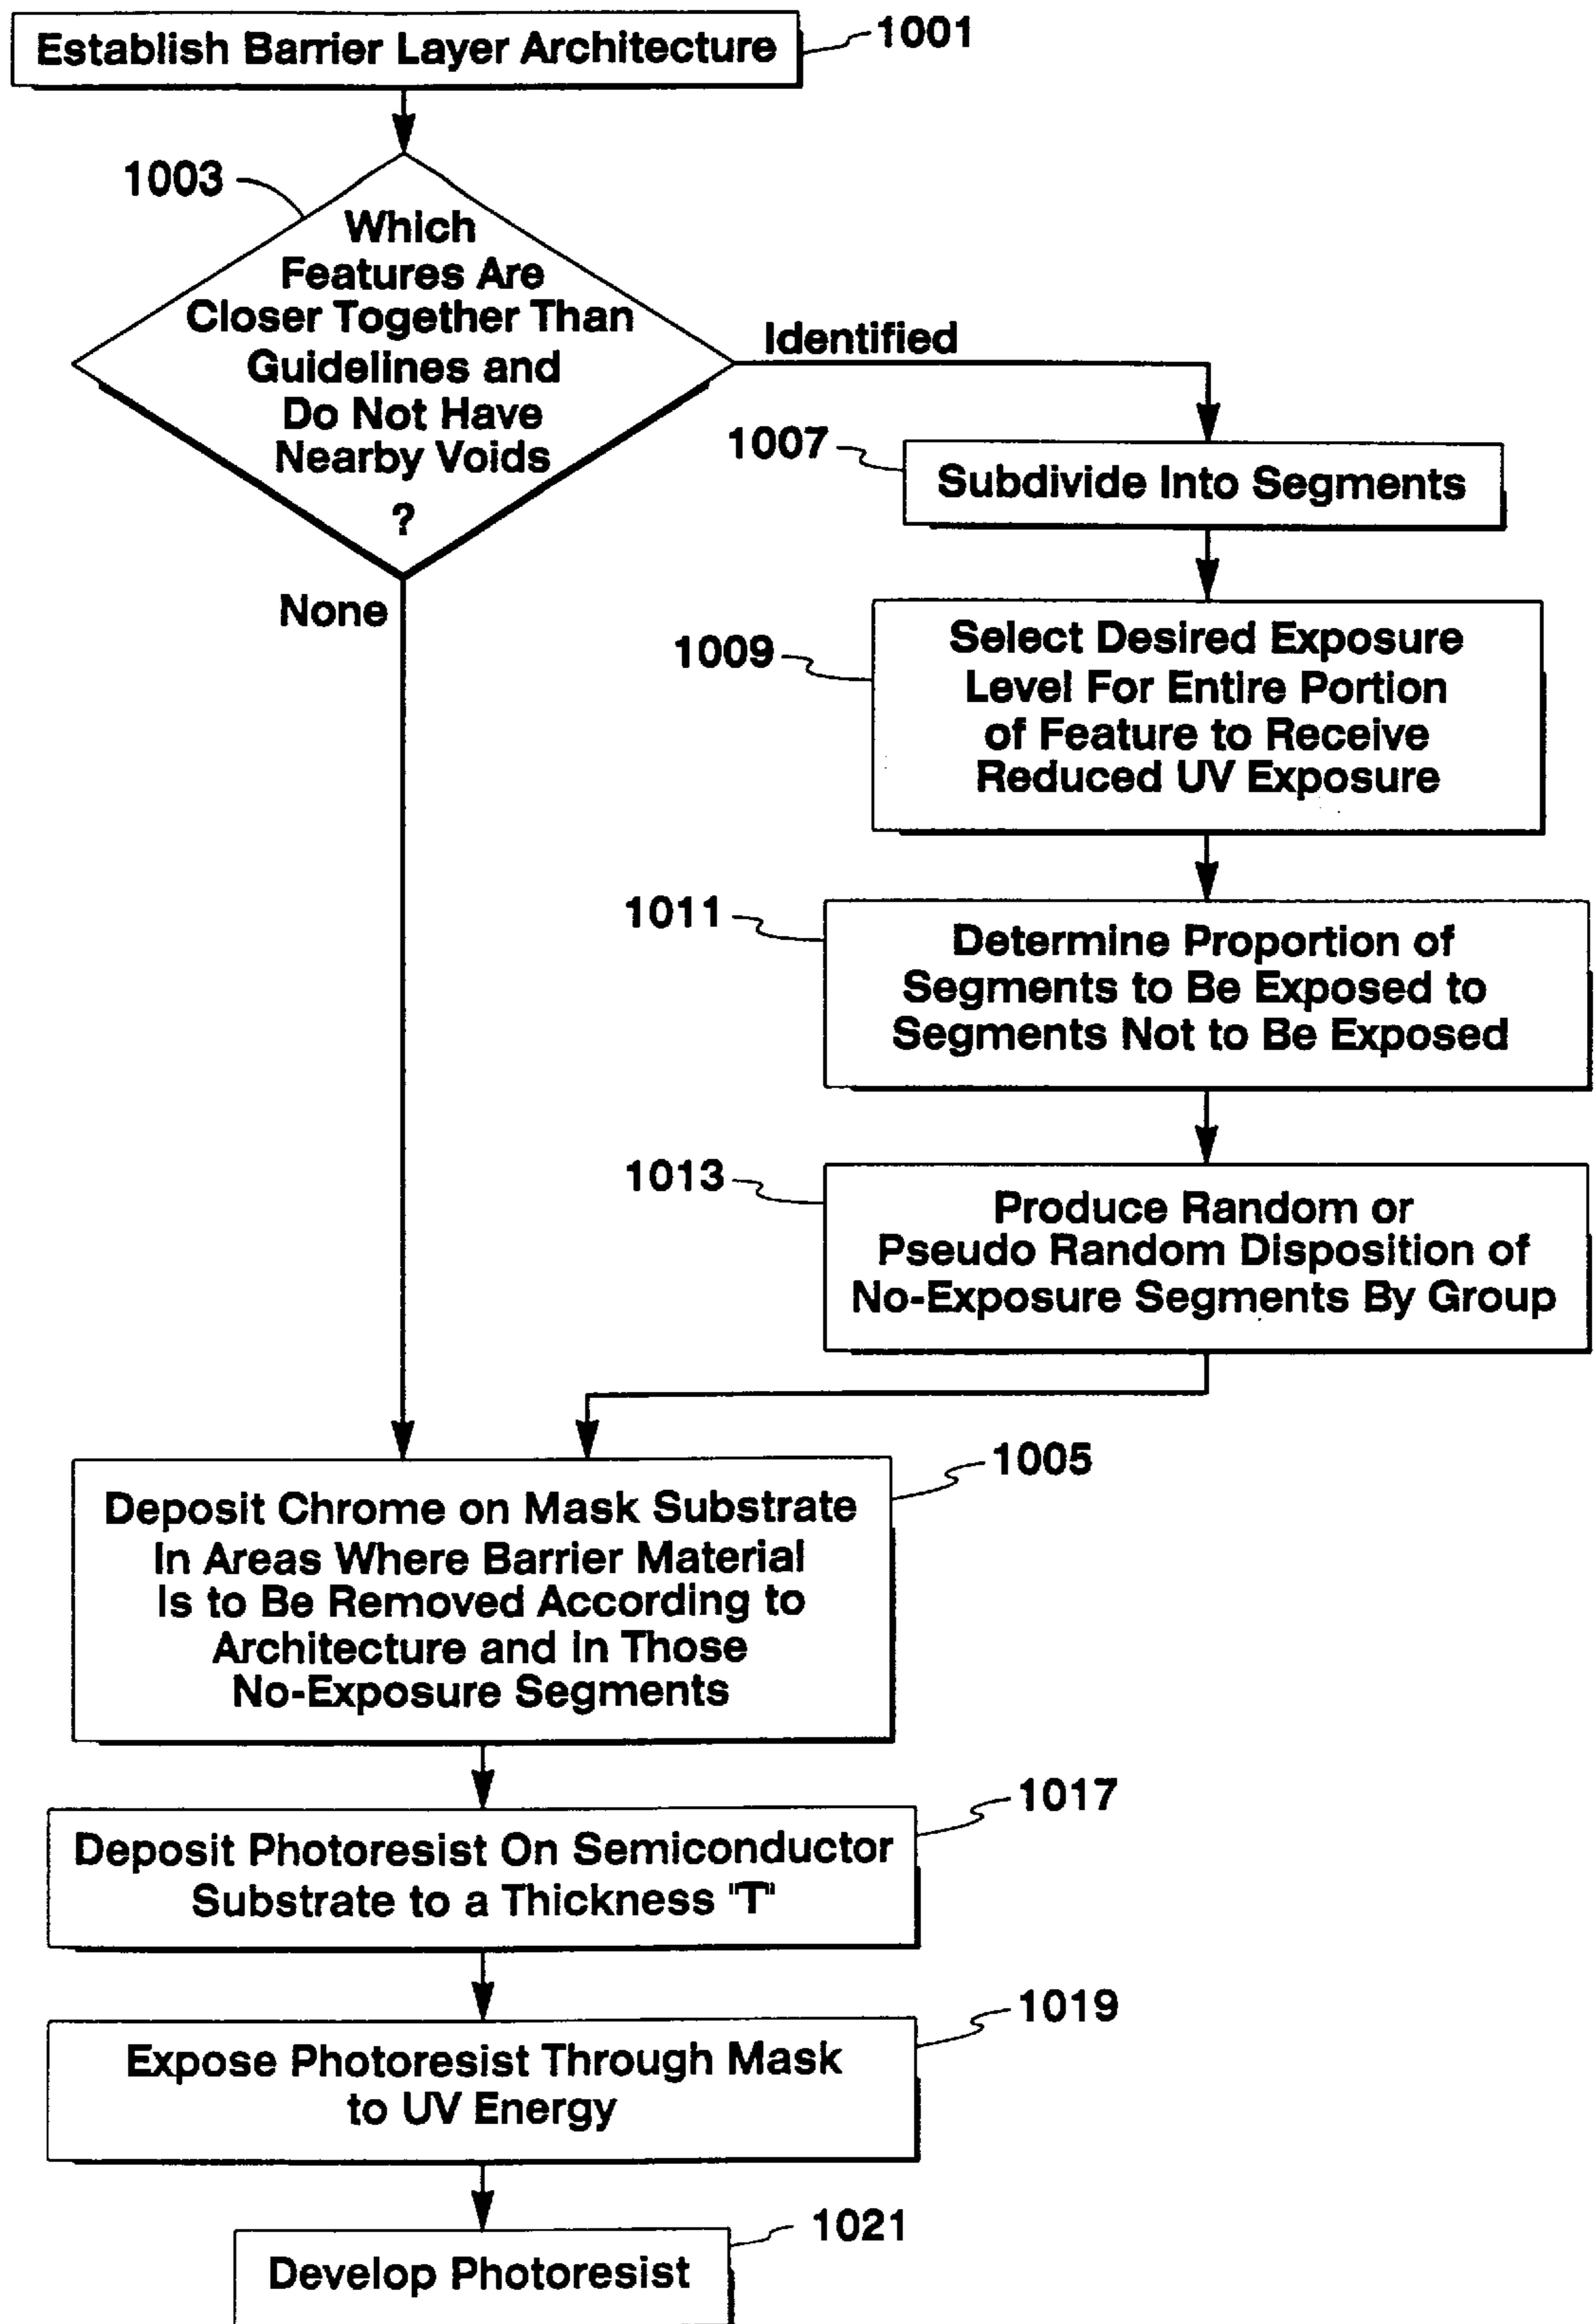 Establish Barrier Layer Architecture
1001
1003
Which
Features Are
Closer Together Than
Guidelines and
Do Not Have
Nearby Voids
?
Identified
None
1007
Subdivide Into Segments
1009
Select Desired Exposure
Level For Entire Portion
of Feature to Receive
Reduced UV Exposure
1011
Determine Proportion of
Segments to Be Exposed to
Segments Not to Be Exposed
1013
Produce Random or
Pseudo Random Disposition of
No-Exposure Segments By Group
1005
Deposit Chrome on Mask Substrate
In Areas Where Barrier Material
Is to Be Removed According to
Architecture and In Those
No-Exposure Segments
1017
Deposit Photoresist On Semiconductor
Substrate to a Thickness "T"
1019
Expose Photoresist Through Mask
to UV Energy
1021
Develop Photoresist